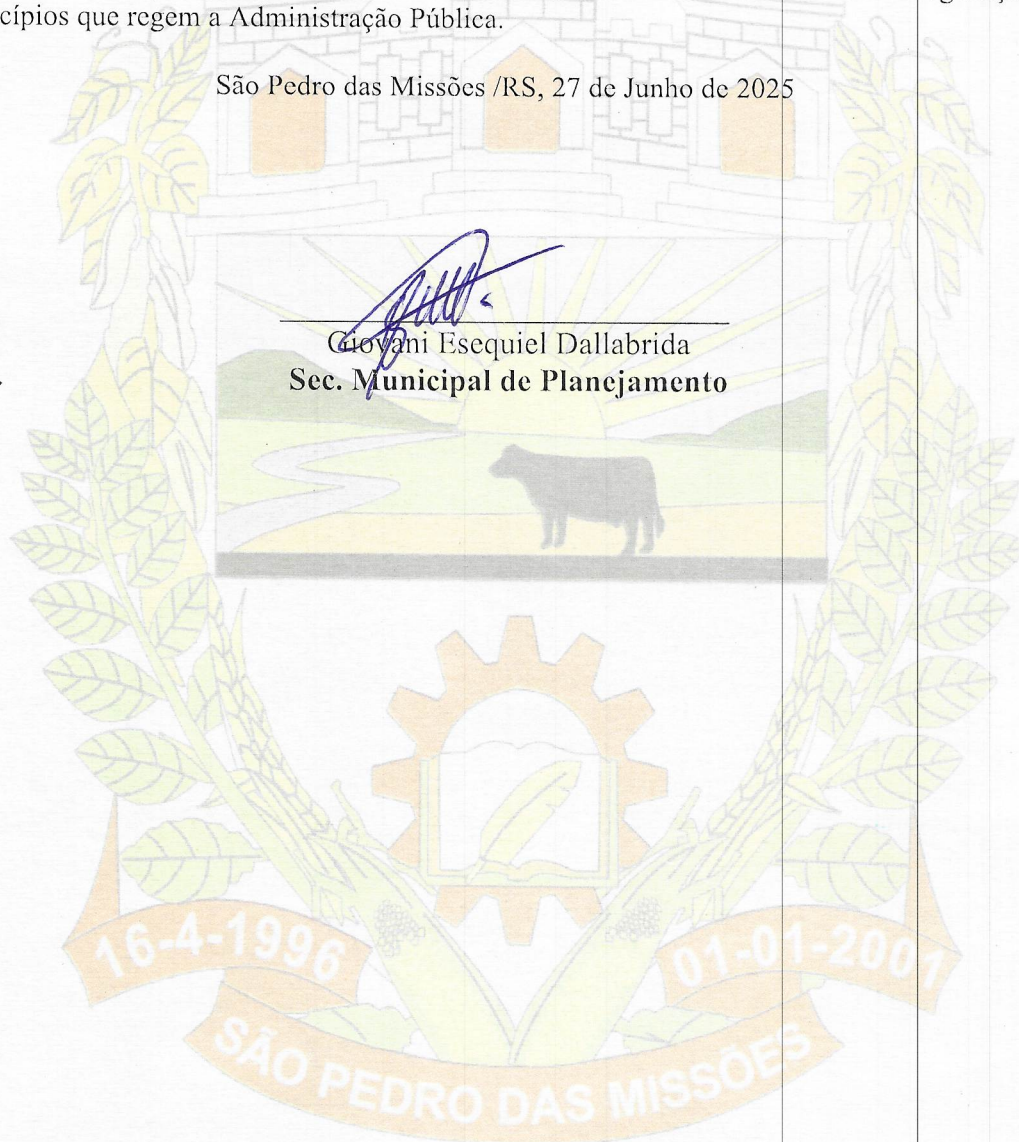 cípios que regem a Administração Pública.
São Pedro das Missões /RS, 27 de Junho de 2025
Giovani Esequiel Dallabrida
Sec. Municipal de Planejamento
16-4-1996
01-01-2001
SÃO PEDRO DAS MISSÕES